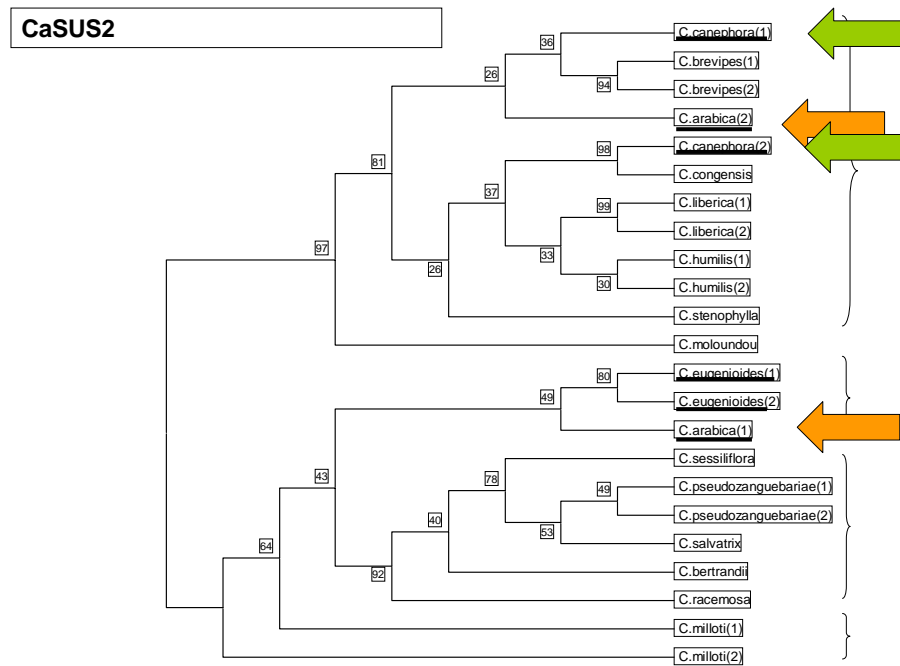 CaSUS2
C.canephora(1)
36
C.brevipes(1)
94
C.brevipes(2)
26
C.arabica(2)
98
C.canephora(2)
81
C.congensis
37
99
C.liberica(1)
C.liberica(2)
97
33
C.humilis(1)
26
30
C.humilis(2)
C.stenophylla
C.moloundou
80
C.eugenioides(1)
49
C.eugenioides(2)
C.arabica(1)
C.sessiliflora
43
78
49
C.pseudozanguebariae(1)
C.pseudozanguebariae(2)
40
53
C.salvatrix
64
92
C.bertrandii
C.racemosa
C.milloti(1)
C.milloti(2)